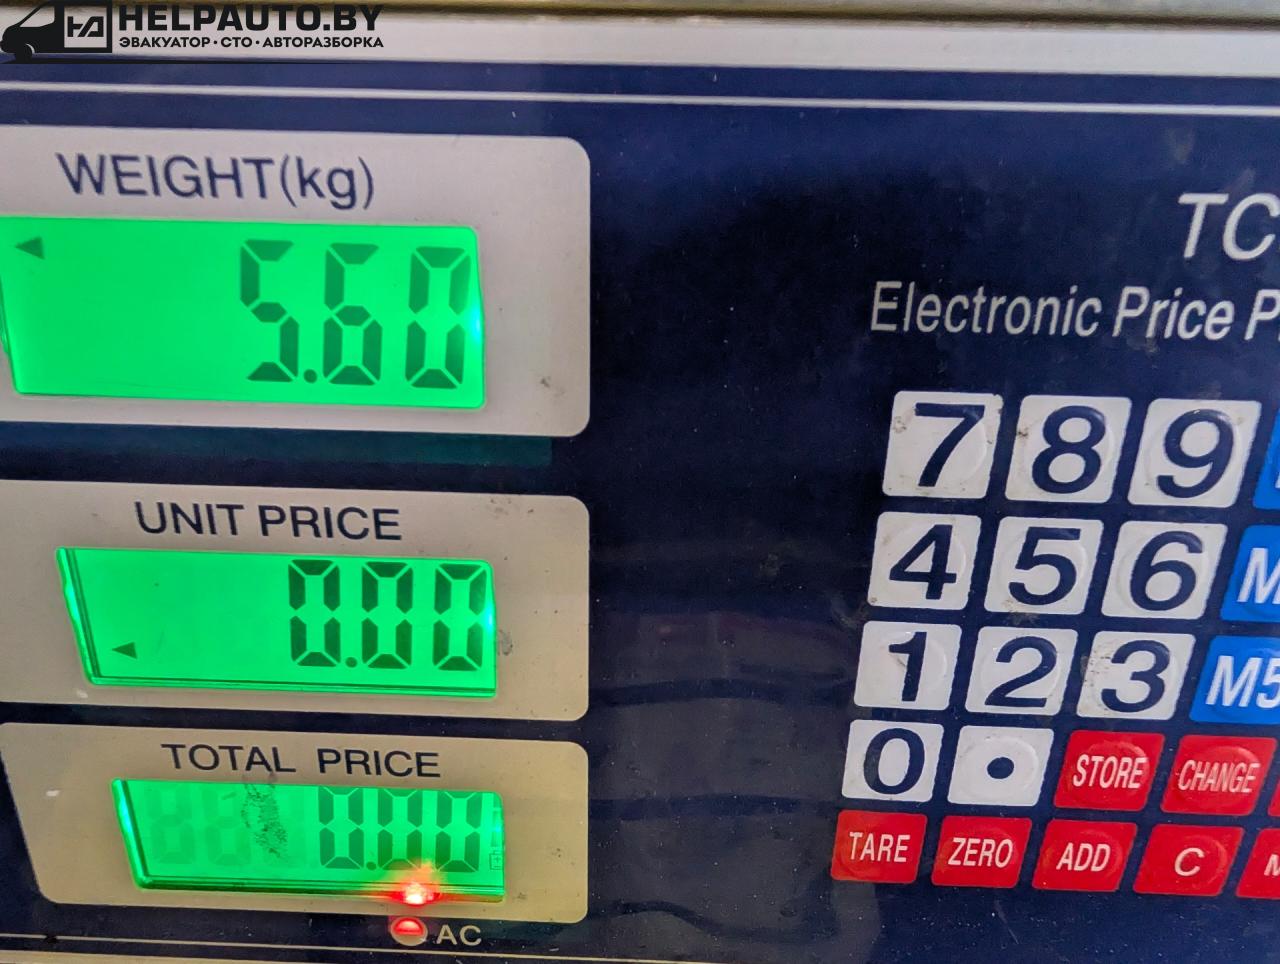 HELPAUTO.BY
ЭВАКУАТОР • СТО • АВТОРАЗБОРКА
WEIGHT(kg)
5.60
UNIT PRICE
0.00
TOTAL PRICE
0.00
AC
TC
Electronic Price P
7 8 9
4 5 6 M
1 2 3 M5
0 • STORE CHANGE
TARE ZERO ADD C M